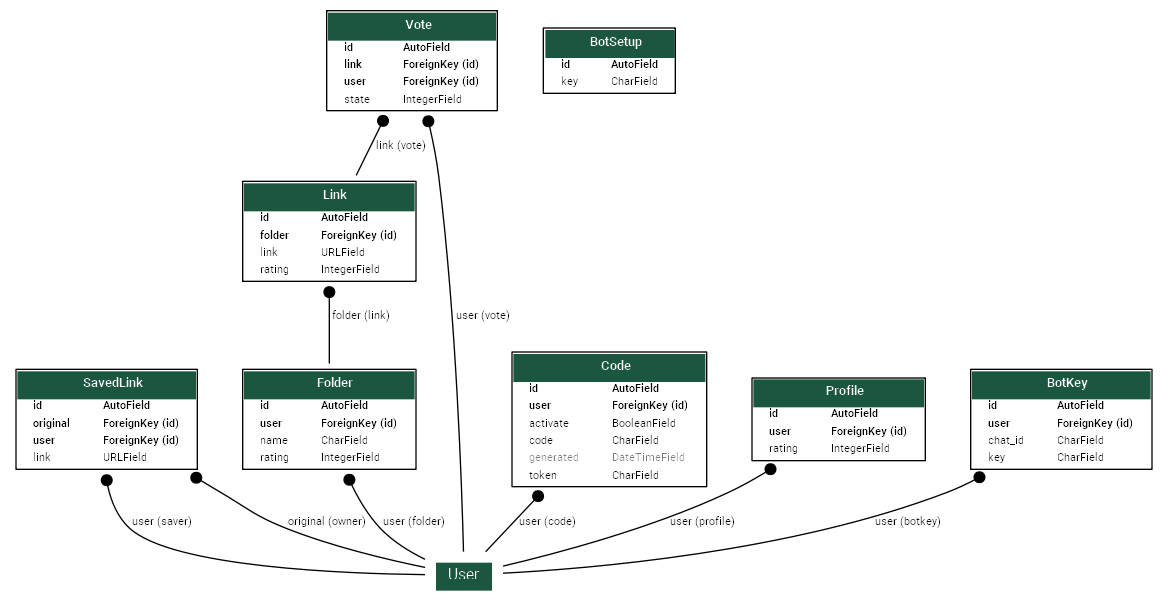 Vote
id AutoField
link ForeignKey (id)
user ForeignKey (id)
state IntegerField
BotSetup
id AutoField
key CharField
link (vote)
Link
id AutoField
folder ForeignKey (id)
link URLField
rating IntegerField
folder (link)
user (vote)
SavedLink
id AutoField
original ForeignKey (id)
user ForeignKey (id)
link URLField
Folder
id AutoField
user ForeignKey (id)
name CharField
rating IntegerField
Code
id AutoField
user ForeignKey (id)
activate BooleanField
code CharField
generated DateTimeField
token CharField
Profile
id AutoField
user ForeignKey (id)
rating IntegerField
BotKey
id AutoField
user ForeignKey (id)
chat_id CharField
key CharField
user (saver)
original (owner)
user (folder)
user (code)
user (profile)
user (botkey)
User